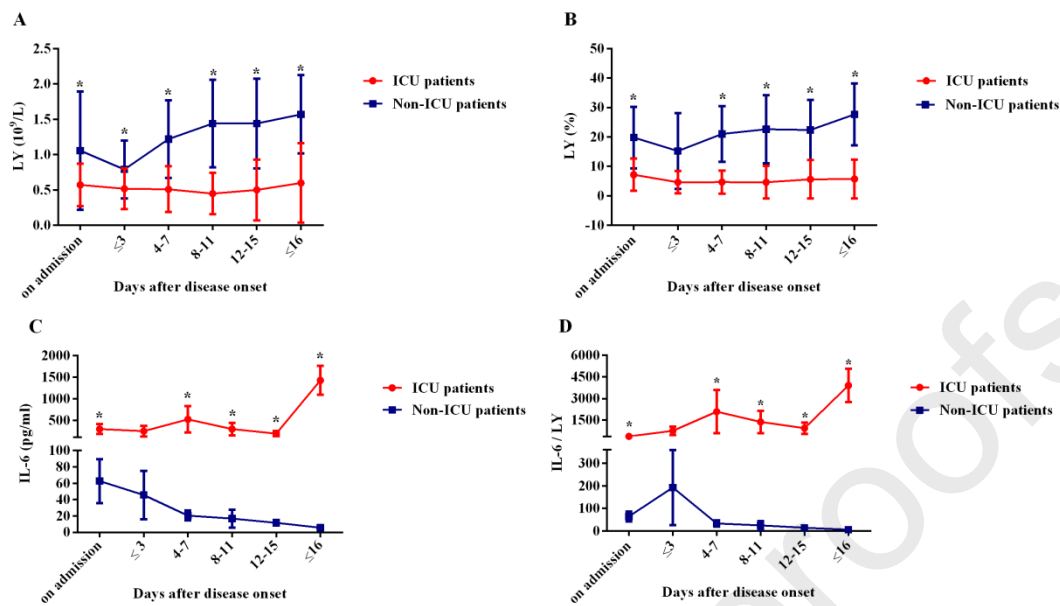 A
LY (10⁹/L)
2.5
2.0
1.5
1.0
0.5
0.0
* * * * * *
ICU patients
Non-ICU patients
on admission
≤3
4-7
8-11
12-15
≤16
Days after disease onset
B
LY (%)
50
40
30
20
10
0
-10
* * * * *
ICU patients
Non-ICU patients
on admission
≤3
4-7
8-11
12-15
≤16
Days after disease onset
C
IL-6 (pg/ml)
2000
1500
1000
500
100
80
60
40
20
0
* * * * *
ICU patients
Non-ICU patients
on admission
≤3
4-7
8-11
12-15
≤16
Days after disease onset
D
IL-6 / LY
6000
4500
3000
1500
300
200
100
0
* * * * *
ICU patients
Non-ICU patients
on admission
≤3
4-7
8-11
12-15
≤16
Days after disease onset
roofs